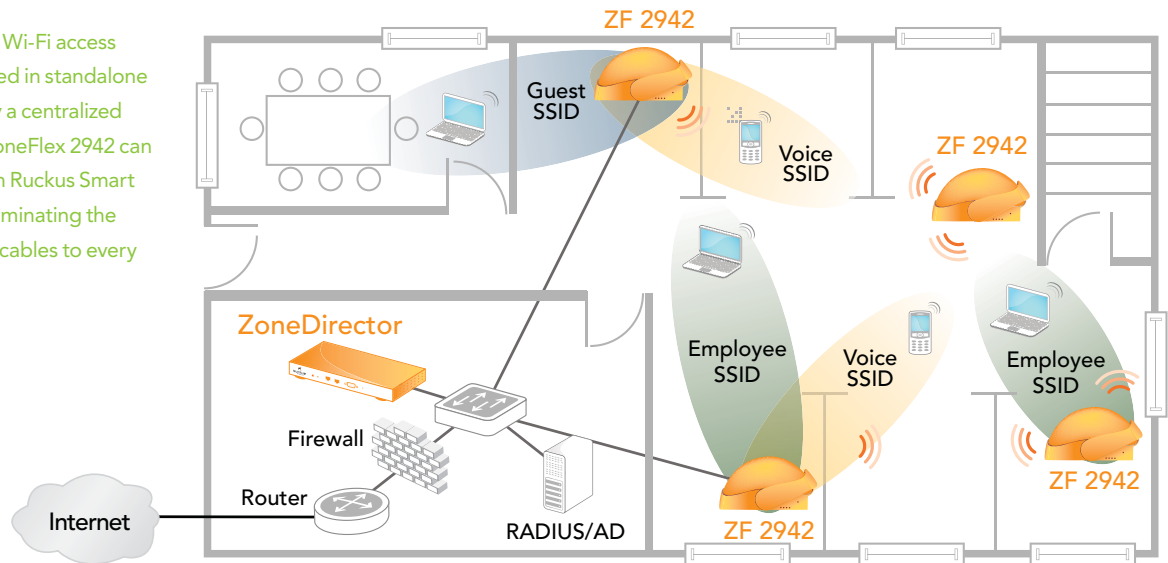 Wi-Fi access
ed in standalone
y a centralized
oneFlex 2942 can
n Ruckus Smart
minating the
cables to every
ZF 2942
Guest
SSID
Voice
SSID
ZF 2942
ZoneDirector
Employee
SSID
Voice
SSID
Employee
SSID
Firewall
Router
Internet
RADIUS/AD
ZF 2942
ZF 2942